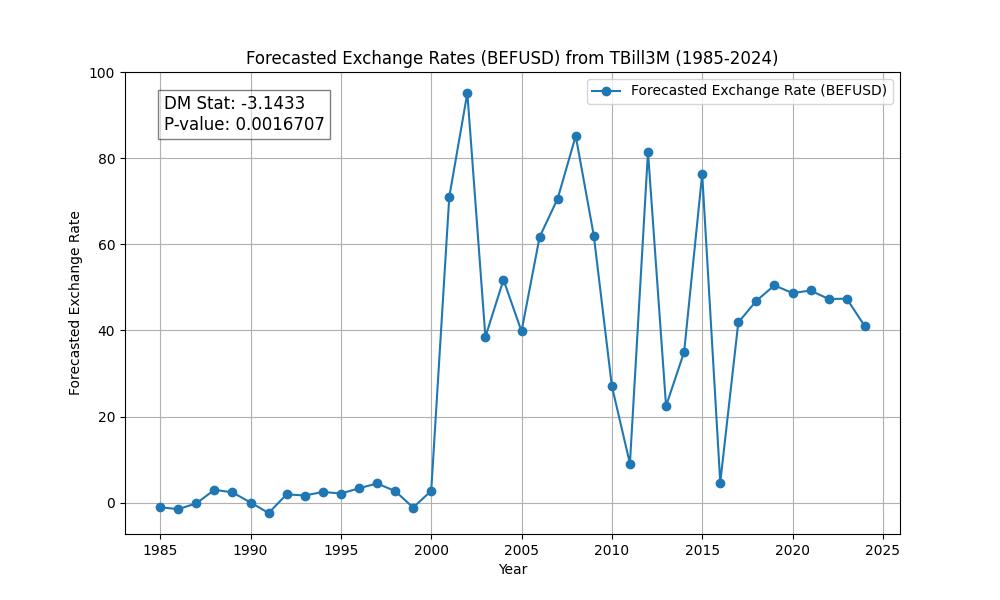 Forecasted Exchange Rates (BEFUSD) from TBill3M (1985-2024)
DM Stat: -3.1433
P-value: 0.0016707
Forecasted Exchange Rate (BEFUSD)
Forecasted Exchange Rate
100
80
60
40
20
0
1985 1990 1995 2000 2005 2010 2015 2020 2025
Year